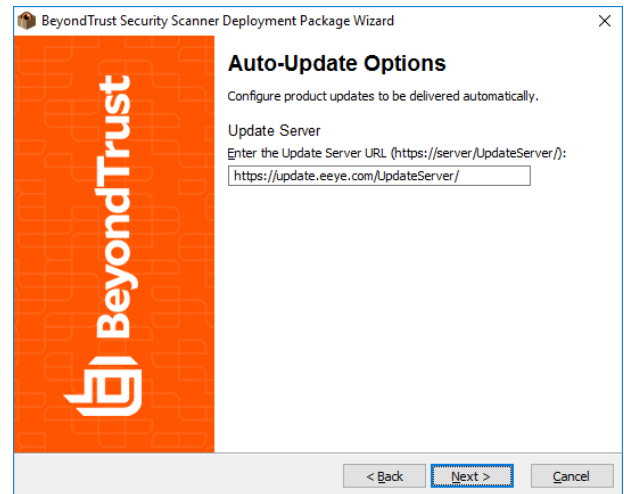 BeyondTrust Security Scanner Deployment Package Wizard
BeyondTrust
Auto-Update Options
Configure product updates to be delivered automatically.
Update Server
Enter the Update Server URL (https://server/UpdateServer/):
https://update.eeye.com/UpdateServer/
< Back
Next >
Cancel